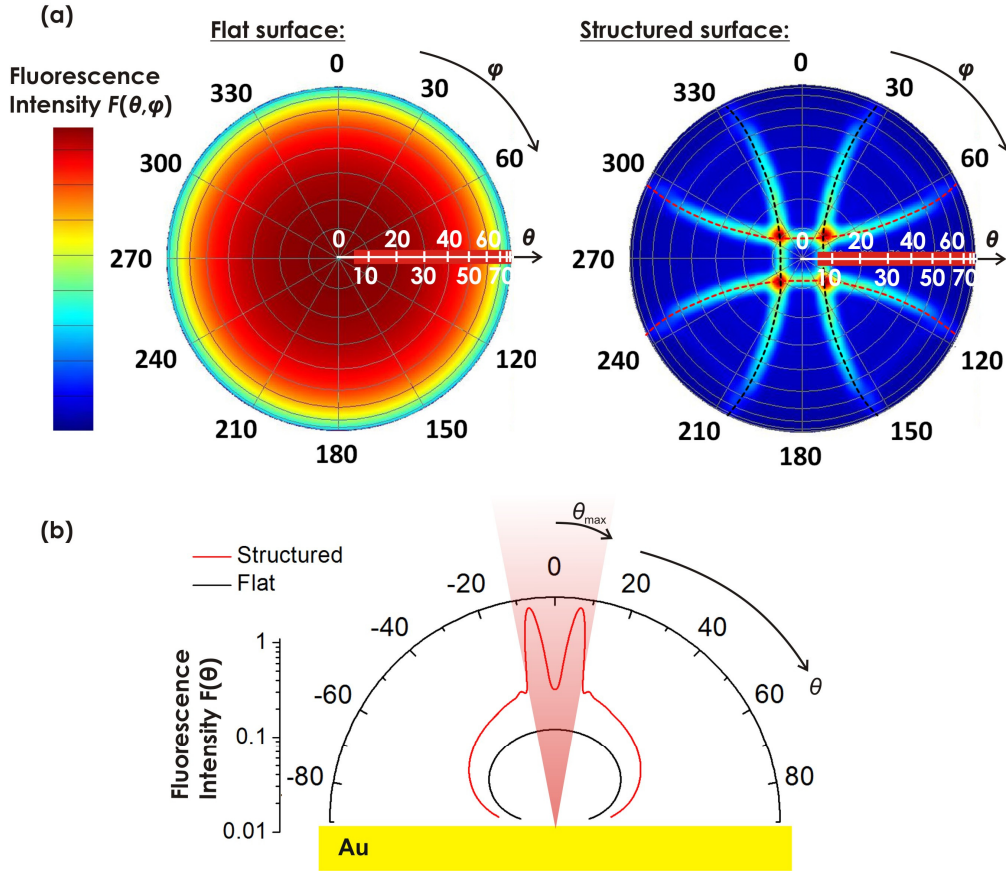 (a)
Flat surface:
Structured surface:
Fluorescence
Intensity F(θ,φ)
0
30
60
φ
θ
120
150
180
210
240
270
300
330
0 20 40 60
10 30 50 70
0
30
60
φ
θ
120
150
180
210
240
270
300
330
0 20 40 60
10 30 50 70
(b)
θmax
Structured
Flat
-80
-60
-40
-20
0
20
40
60
80
θ
Fluorescence
Intensity F(θ)
1
0.1
0.01
Au